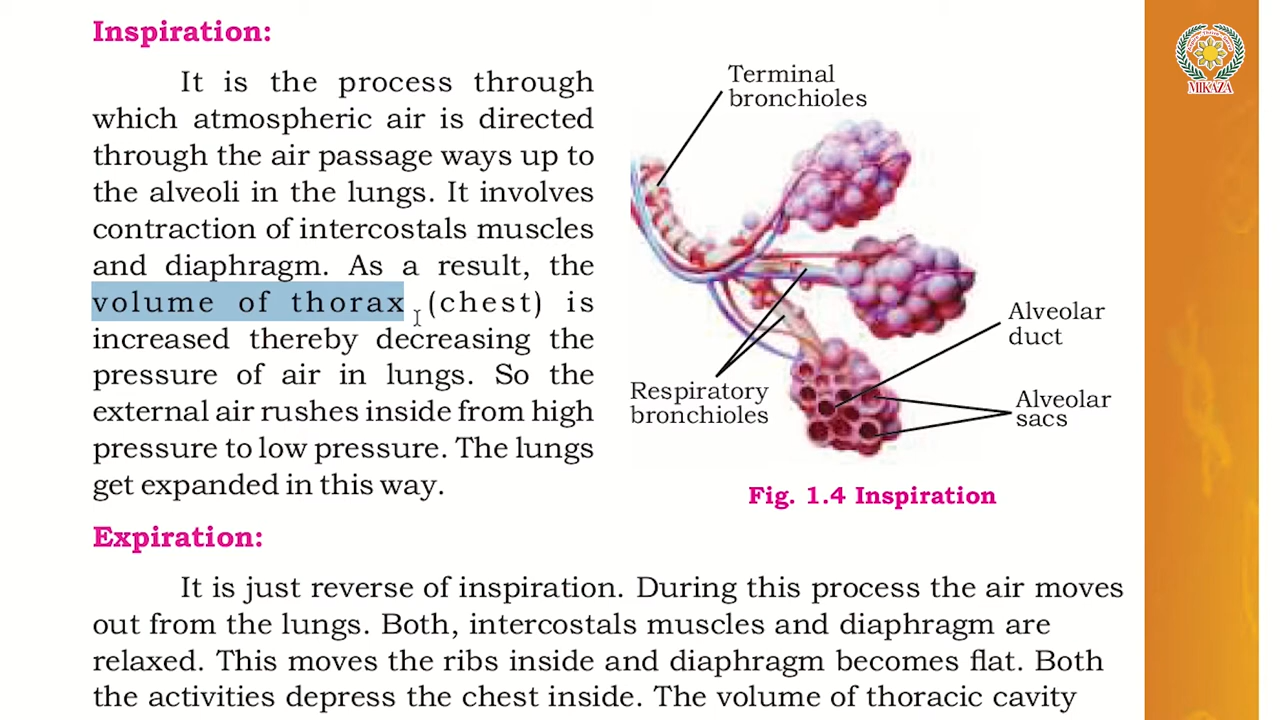 Inspiration:
It is the process through
which atmospheric air is directed
through the air passage ways up to
the alveoli in the lungs. It involves
contraction of intercostals muscles
and diaphragm. As a result, the
volume of thorax (chest) is
increased thereby decreasing the
pressure of air in lungs. So the
external air rushes inside from high
pressure to low pressure. The lungs
get expanded in this way.
Terminal
bronchioles
Alveolar
duct
Respiratory
bronchioles
Alveolar
sacs
Fig. 1.4 Inspiration
Expiration:
It is just reverse of inspiration. During this process the air moves
out from the lungs. Both, intercostals muscles and diaphragm are
relaxed. This moves the ribs inside and diaphragm becomes flat. Both
the activities depress the chest inside. The volume of thoracic cavity
MIKAZA